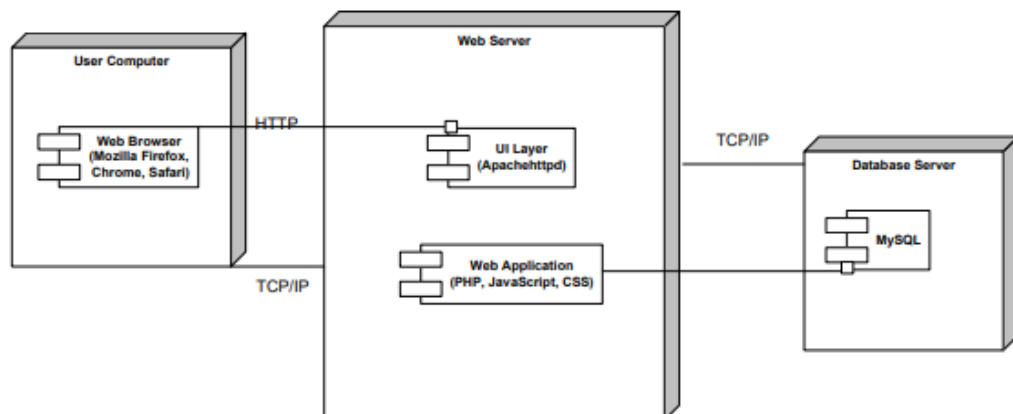 Web Server
User Computer
HTTP
Web Browser
(Mozilla Firefox,
Chrome, Safari)
UI Layer
(Apachehttpd)
TCP/IP
Database Server
MySQL
Web Application
(PHP, JavaScript, CSS)
TCP/IP